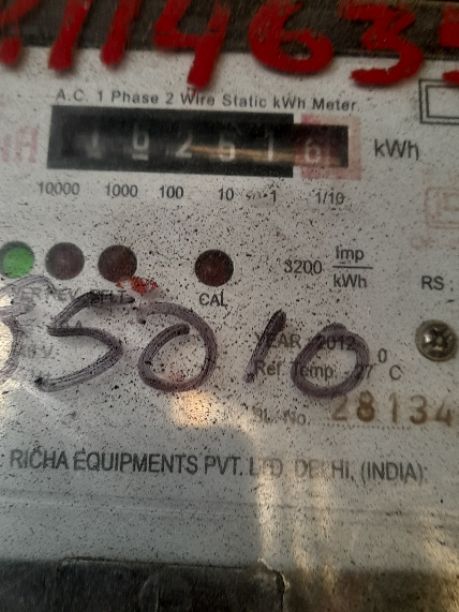 114635
A.C. 1 Phase 2 Wire Static kWh Meter
kWh
10000 1000 100 10 1 1/10
3200 Imp
kWh
CAL
RS :
35010
YEAR - 2012
Ref. Temp. - 27°C
SL. No. 28134
RICHA EQUIPMENTS PVT. LTD. DELHI, (INDIA)